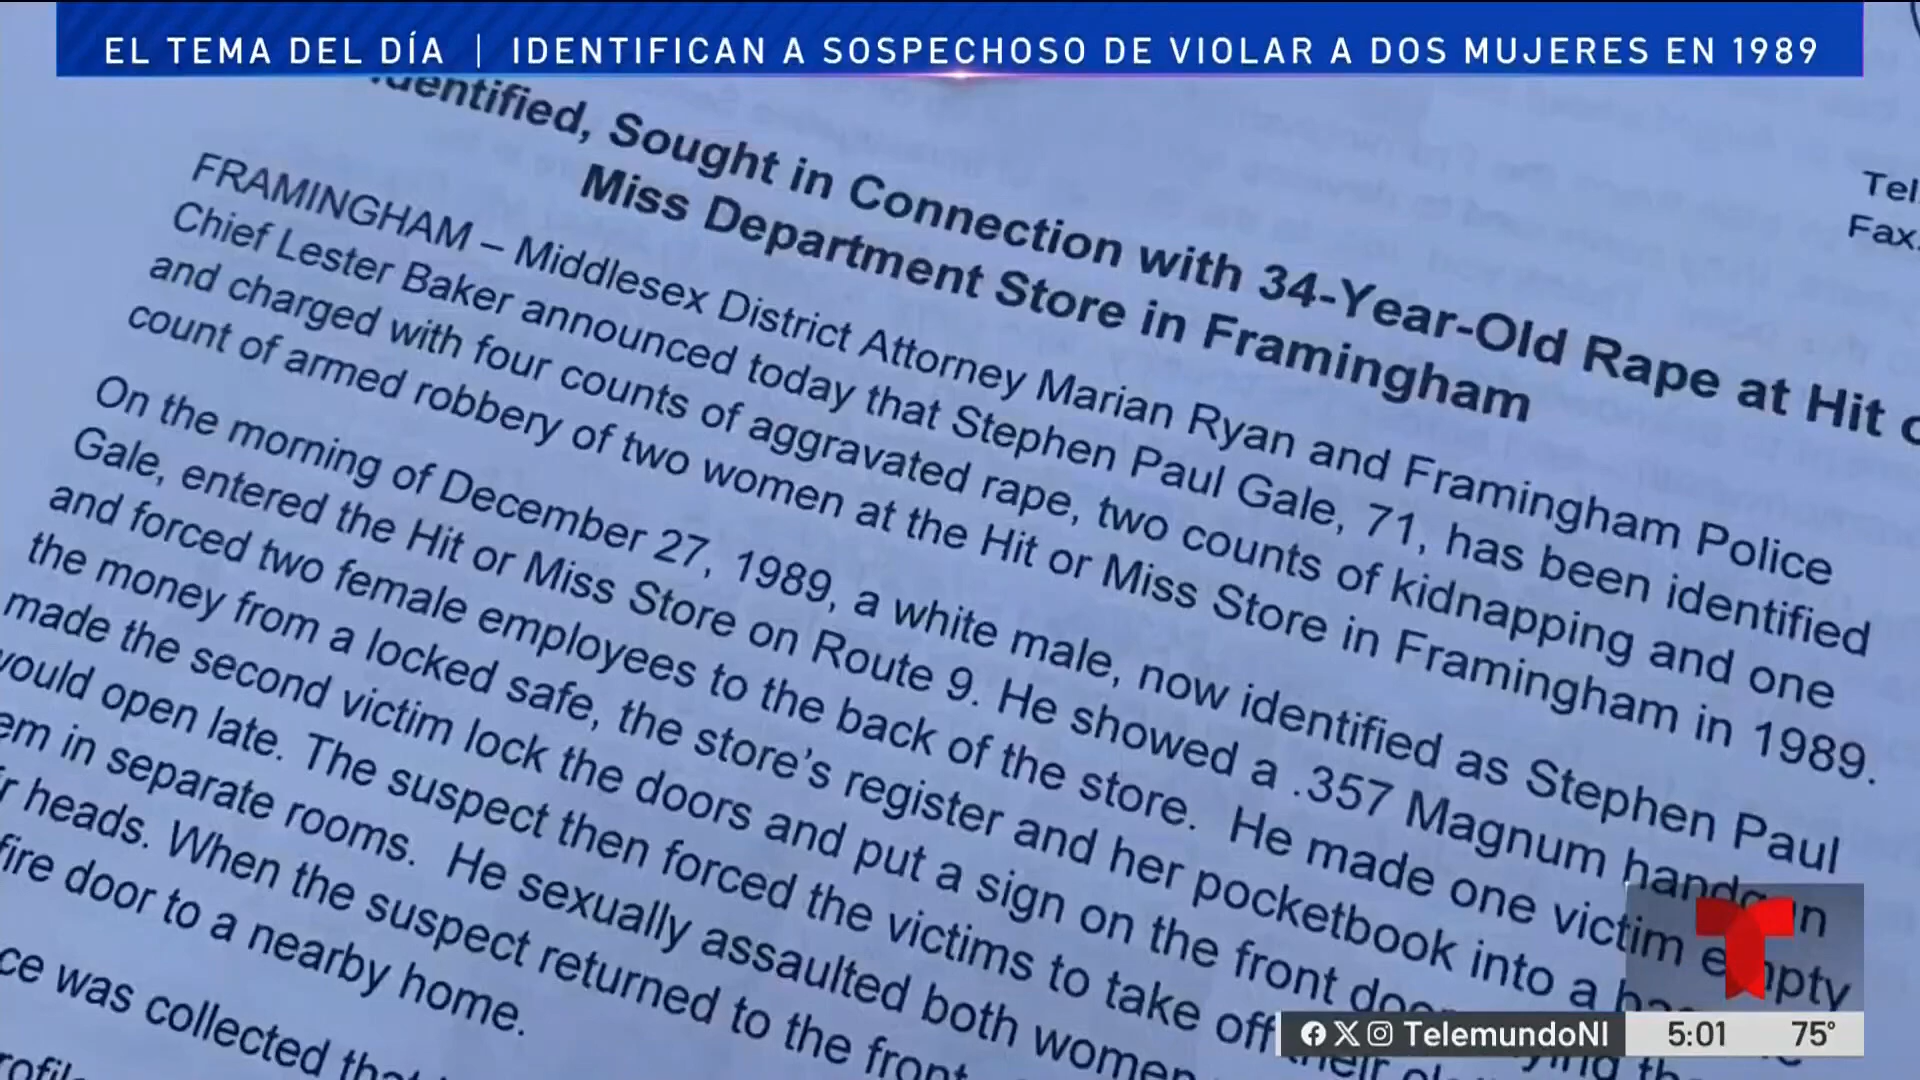 EL TEMA DEL DÍA | IDENTIFICAN A SOSPECHOSO DE VIOLAR A DOS MUJERES EN 1989
Identified, Sought in Connection with 34-Year-Old Rape at Hit
Miss Department Store in Framingham
Tel.
Fax.
FRAMINGHAM – Middlesex District Attorney Marian Ryan and Framingham Police
Chief Lester Baker announced today that Stephen Paul Gale, 71, has been identified
and charged with four counts of aggravated rape, two counts of kidnapping and one
count of armed robbery of two women at the Hit or Miss Store in Framingham in 1989.
On the morning of December 27, 1989, a white male, now identified as Stephen Paul
Gale, entered the Hit or Miss Store on Route 9. He showed a .357 Magnum handgun
and forced two female employees to the back of the store. He made one victim empty
the money from a locked safe, the store's register and her pocketbook into a
made the second victim lock the doors and put a sign on the front door
would open late. The suspect then forced the victims to take off their
em in separate rooms. He sexually assaulted both women
r heads. When the suspect returned to the front
fire door to a nearby home.
ce was collected
TelemundoNI
5:01 75°